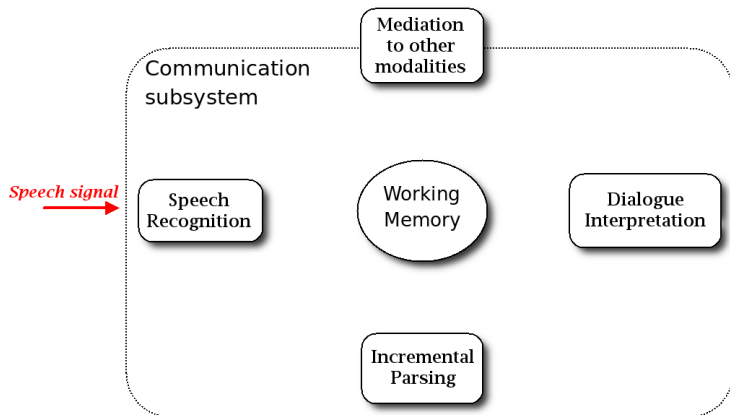 Mediation
to other
modalities
Communication
subsystem
Speech signal
Speech
Recognition
Working
Memory
Dialogue
Interpretation
Incremental
Parsing